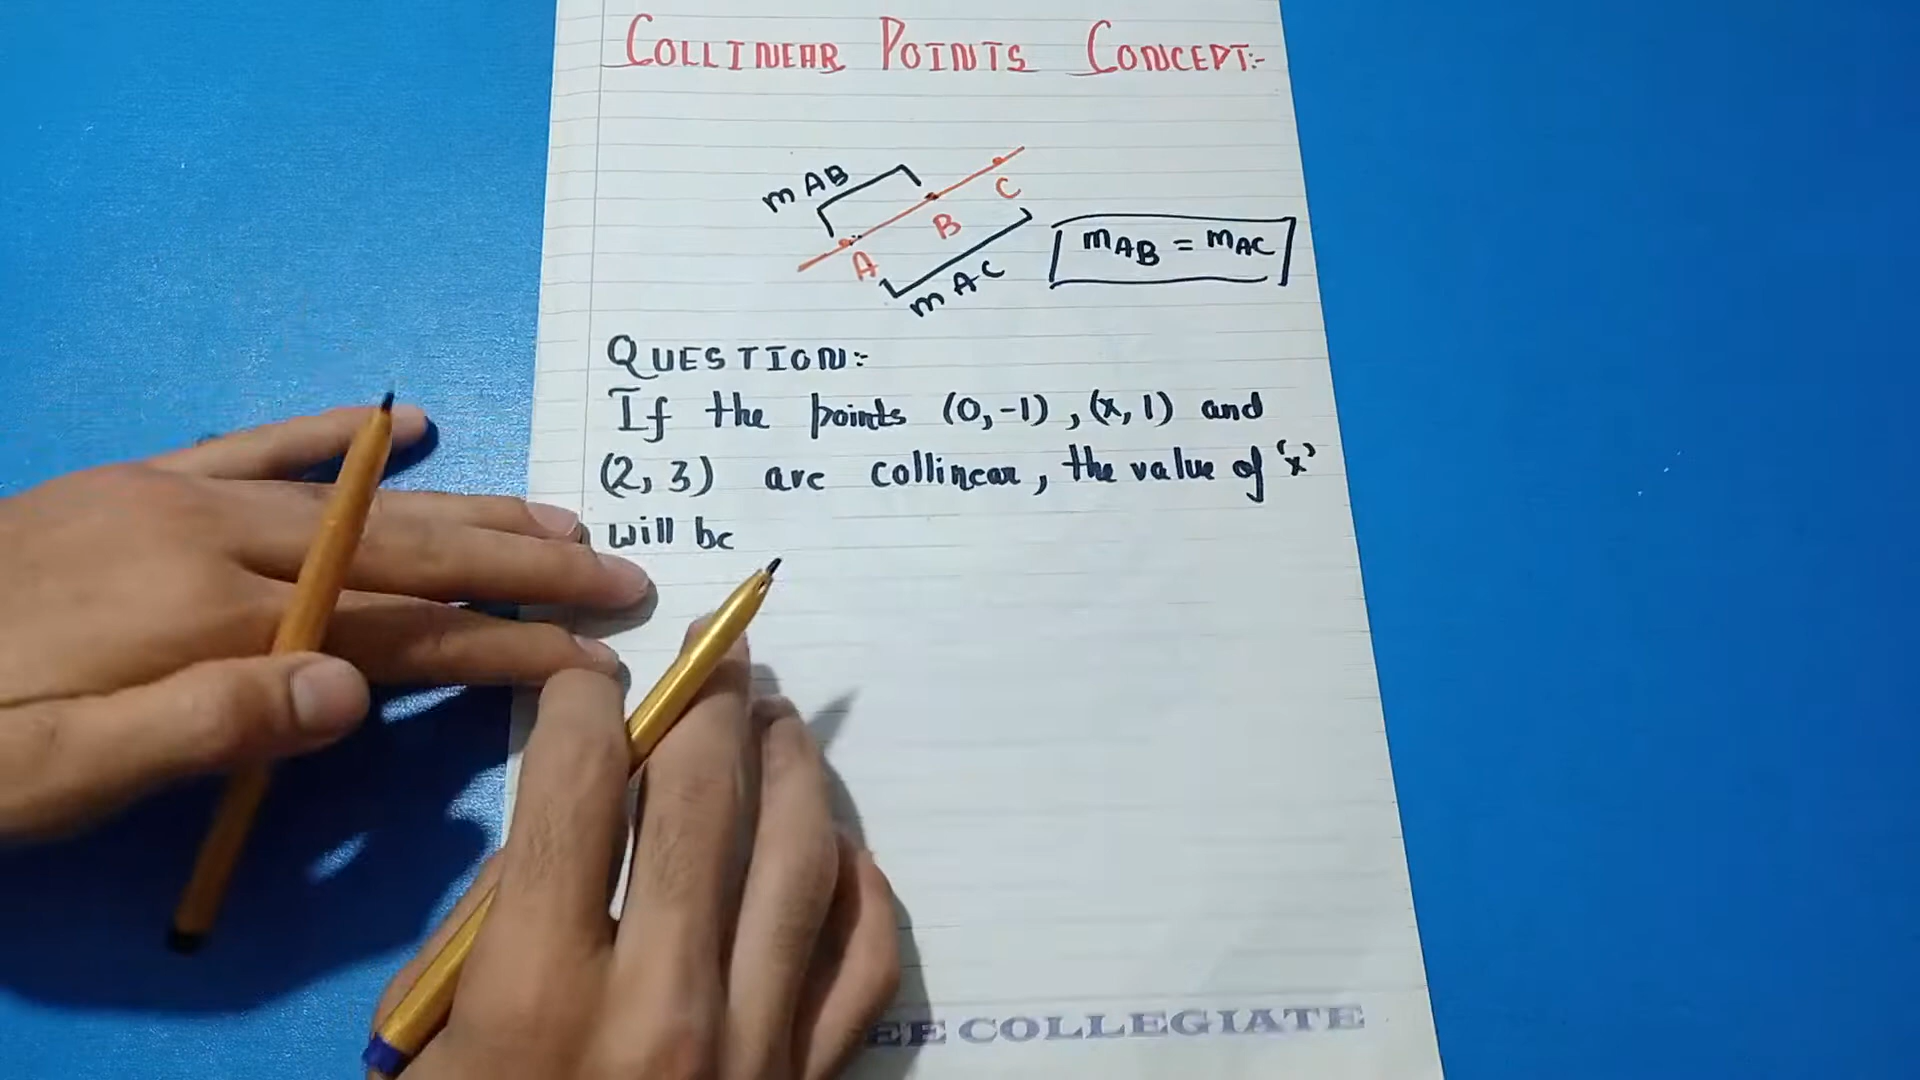 COLLINEAR POINTS CONCEPT:-
mAB
C
B
A
mAC
mAB = mAC
QUESTION:-
If the points (0,-1), (x, 1) and
(2, 3) are collinear, the value of 'x'
will be
EE COLLEGIATE